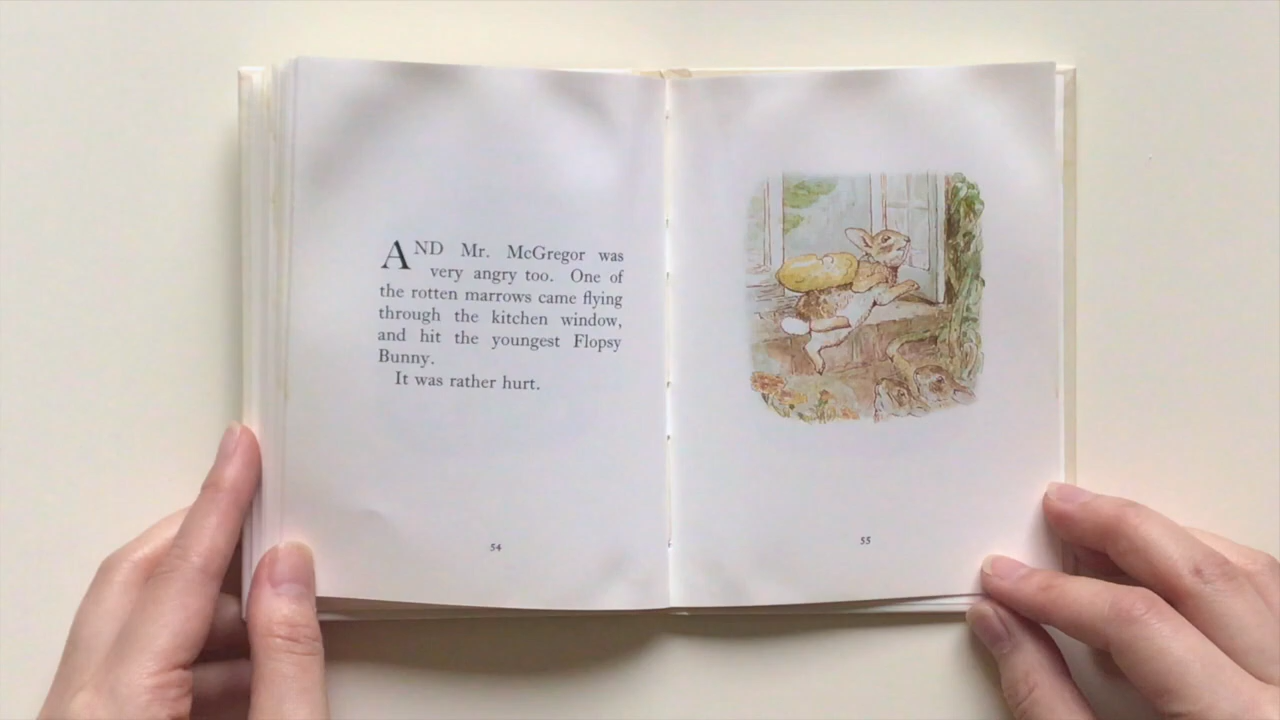 AND Mr. McGregor was
very angry too. One of
the rotten marrows came flying
through the kitchen window,
and hit the youngest Flopsy
Bunny.
It was rather hurt.
54
55